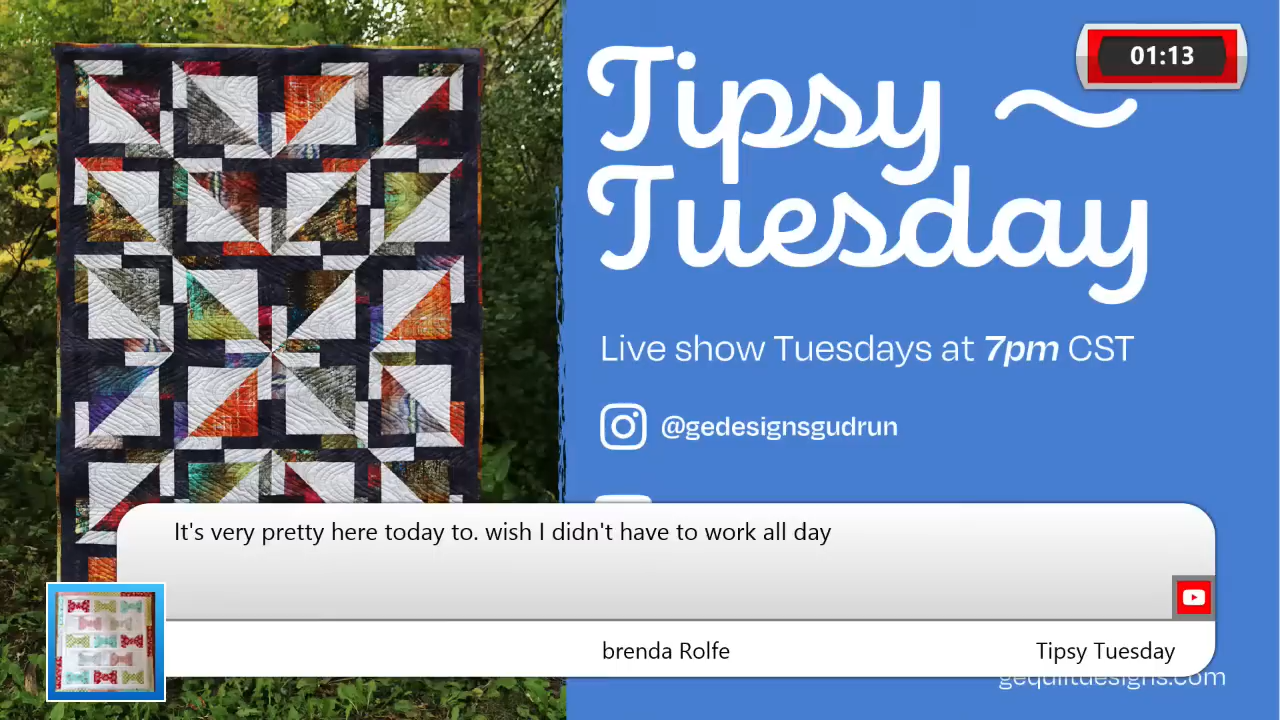 01:13
Tipsy ~
Tuesday
Live show Tuesdays at 7pm CST
@gedesignsgudrun
It's very pretty here today to. wish I didn't have to work all day
brenda Rolfe
Tipsy Tuesday
gequiltdesigns.com